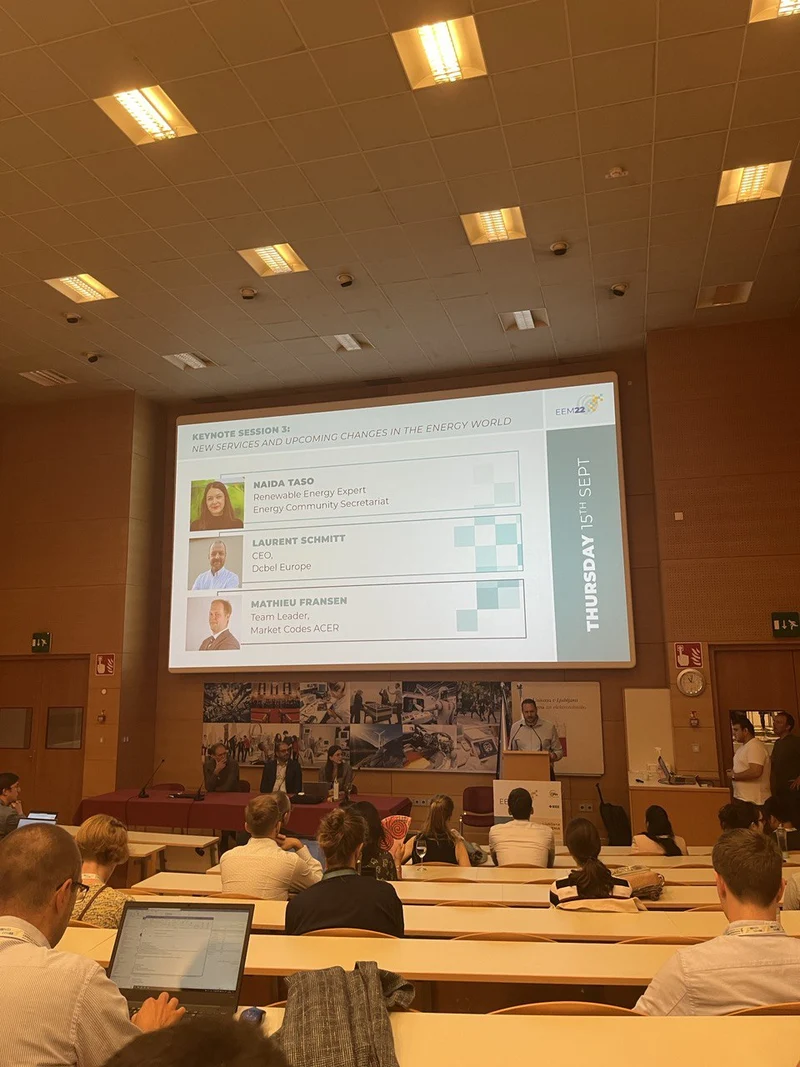 KEYNOTE SESSION 3:
NEW SERVICES AND UPCOMING CHANGES IN THE ENERGY WORLD
EEM22
NAIDA TASO
Renewable Energy Expert
Energy Community Secretariat
LAURENT SCHMITT
CEO,
Dcbel Europe
MATHIEU FRANSEN
Team Leader,
Market Codes ACER
THURSDAY 15TH SEPT